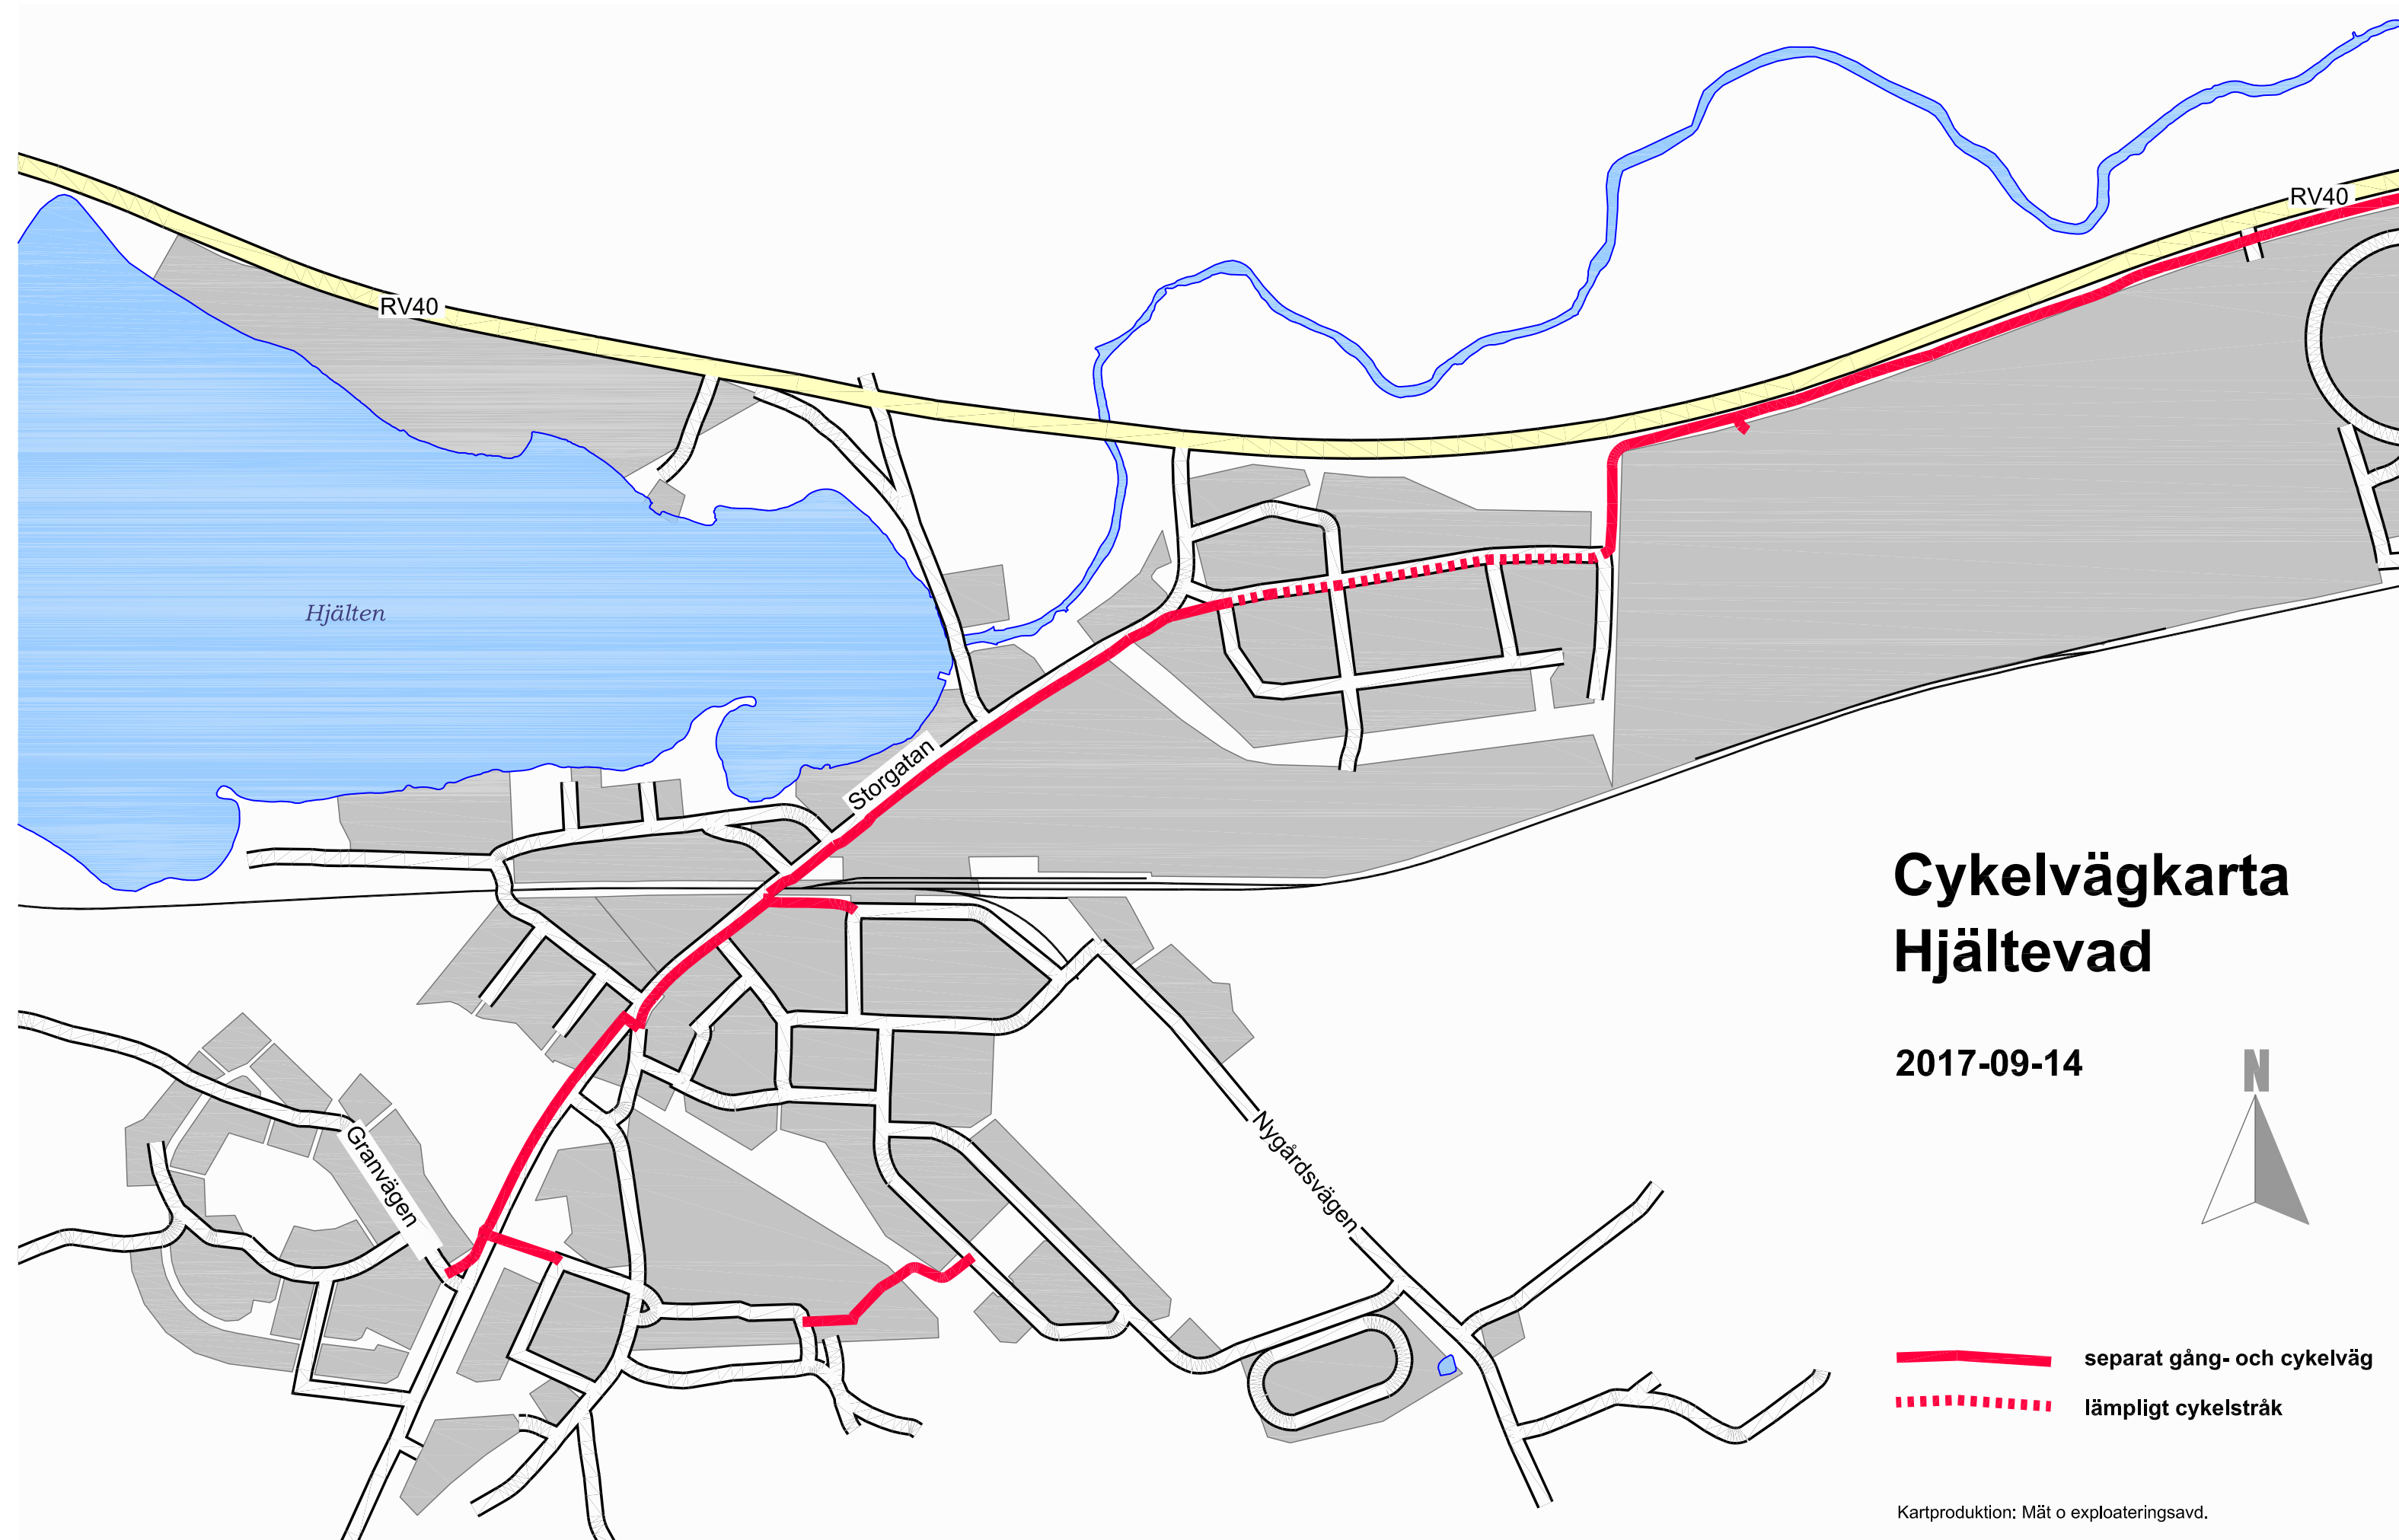 RV40
RV40
Hjälten
Storgatan
Cykelvägkarta
Hjältevad
2017-09-14
N
Granvägen
Nygårdsvägen
separat gång- och cykelväg
lämpligt cykelstråk
Kartproduktion: Mät o exploateringsavd.